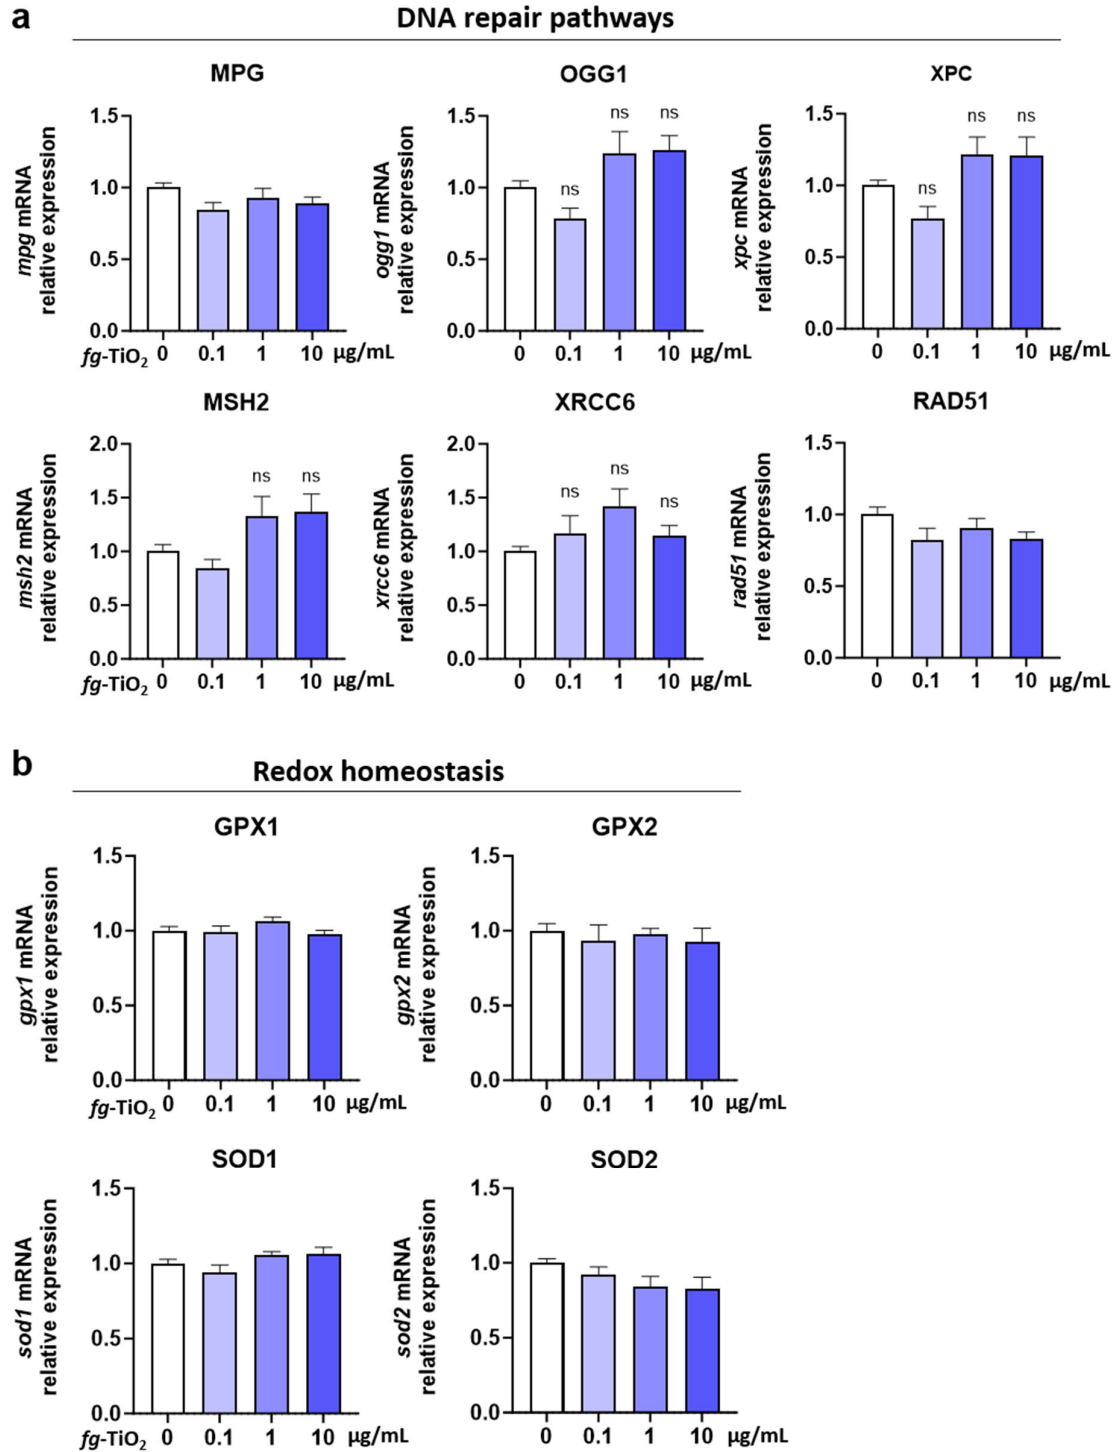 a
DNA repair pathways
MPG
mpg mRNA
relative expression
1.5
1.0
0.5
0.0
fg-TiO2 0 0.1 1 10 µg/mL
OGG1
ogg1 mRNA
relative expression
1.5
1.0
0.5
0.0
ns ns ns
0 0.1 1 10 µg/mL
XPC
xpc mRNA
relative expression
1.5
1.0
0.5
0.0
ns ns ns
0 0.1 1 10 µg/mL
MSH2
msh2 mRNA
relative expression
2.0
1.5
1.0
0.5
0.0
ns ns
fg-TiO2 0 0.1 1 10 µg/mL
XRCC6
xrcc6 mRNA
relative expression
2.0
1.5
1.0
0.5
0.0
ns ns ns
0 0.1 1 10 µg/mL
RAD51
rad51 mRNA
relative expression
1.5
1.0
0.5
0.0
0 0.1 1 10 µg/mL
b
Redox homeostasis
GPX1
gpx1 mRNA
relative expression
1.5
1.0
0.5
0.0
fg-TiO2 0 0.1 1 10 µg/mL
GPX2
gpx2 mRNA
relative expression
1.5
1.0
0.5
0.0
0 0.1 1 10 µg/mL
SOD1
sod1 mRNA
relative expression
1.5
1.0
0.5
0.0
fg-TiO2 0 0.1 1 10 µg/mL
SOD2
sod2 mRNA
relative expression
1.5
1.0
0.5
0.0
0 0.1 1 10 µg/mL